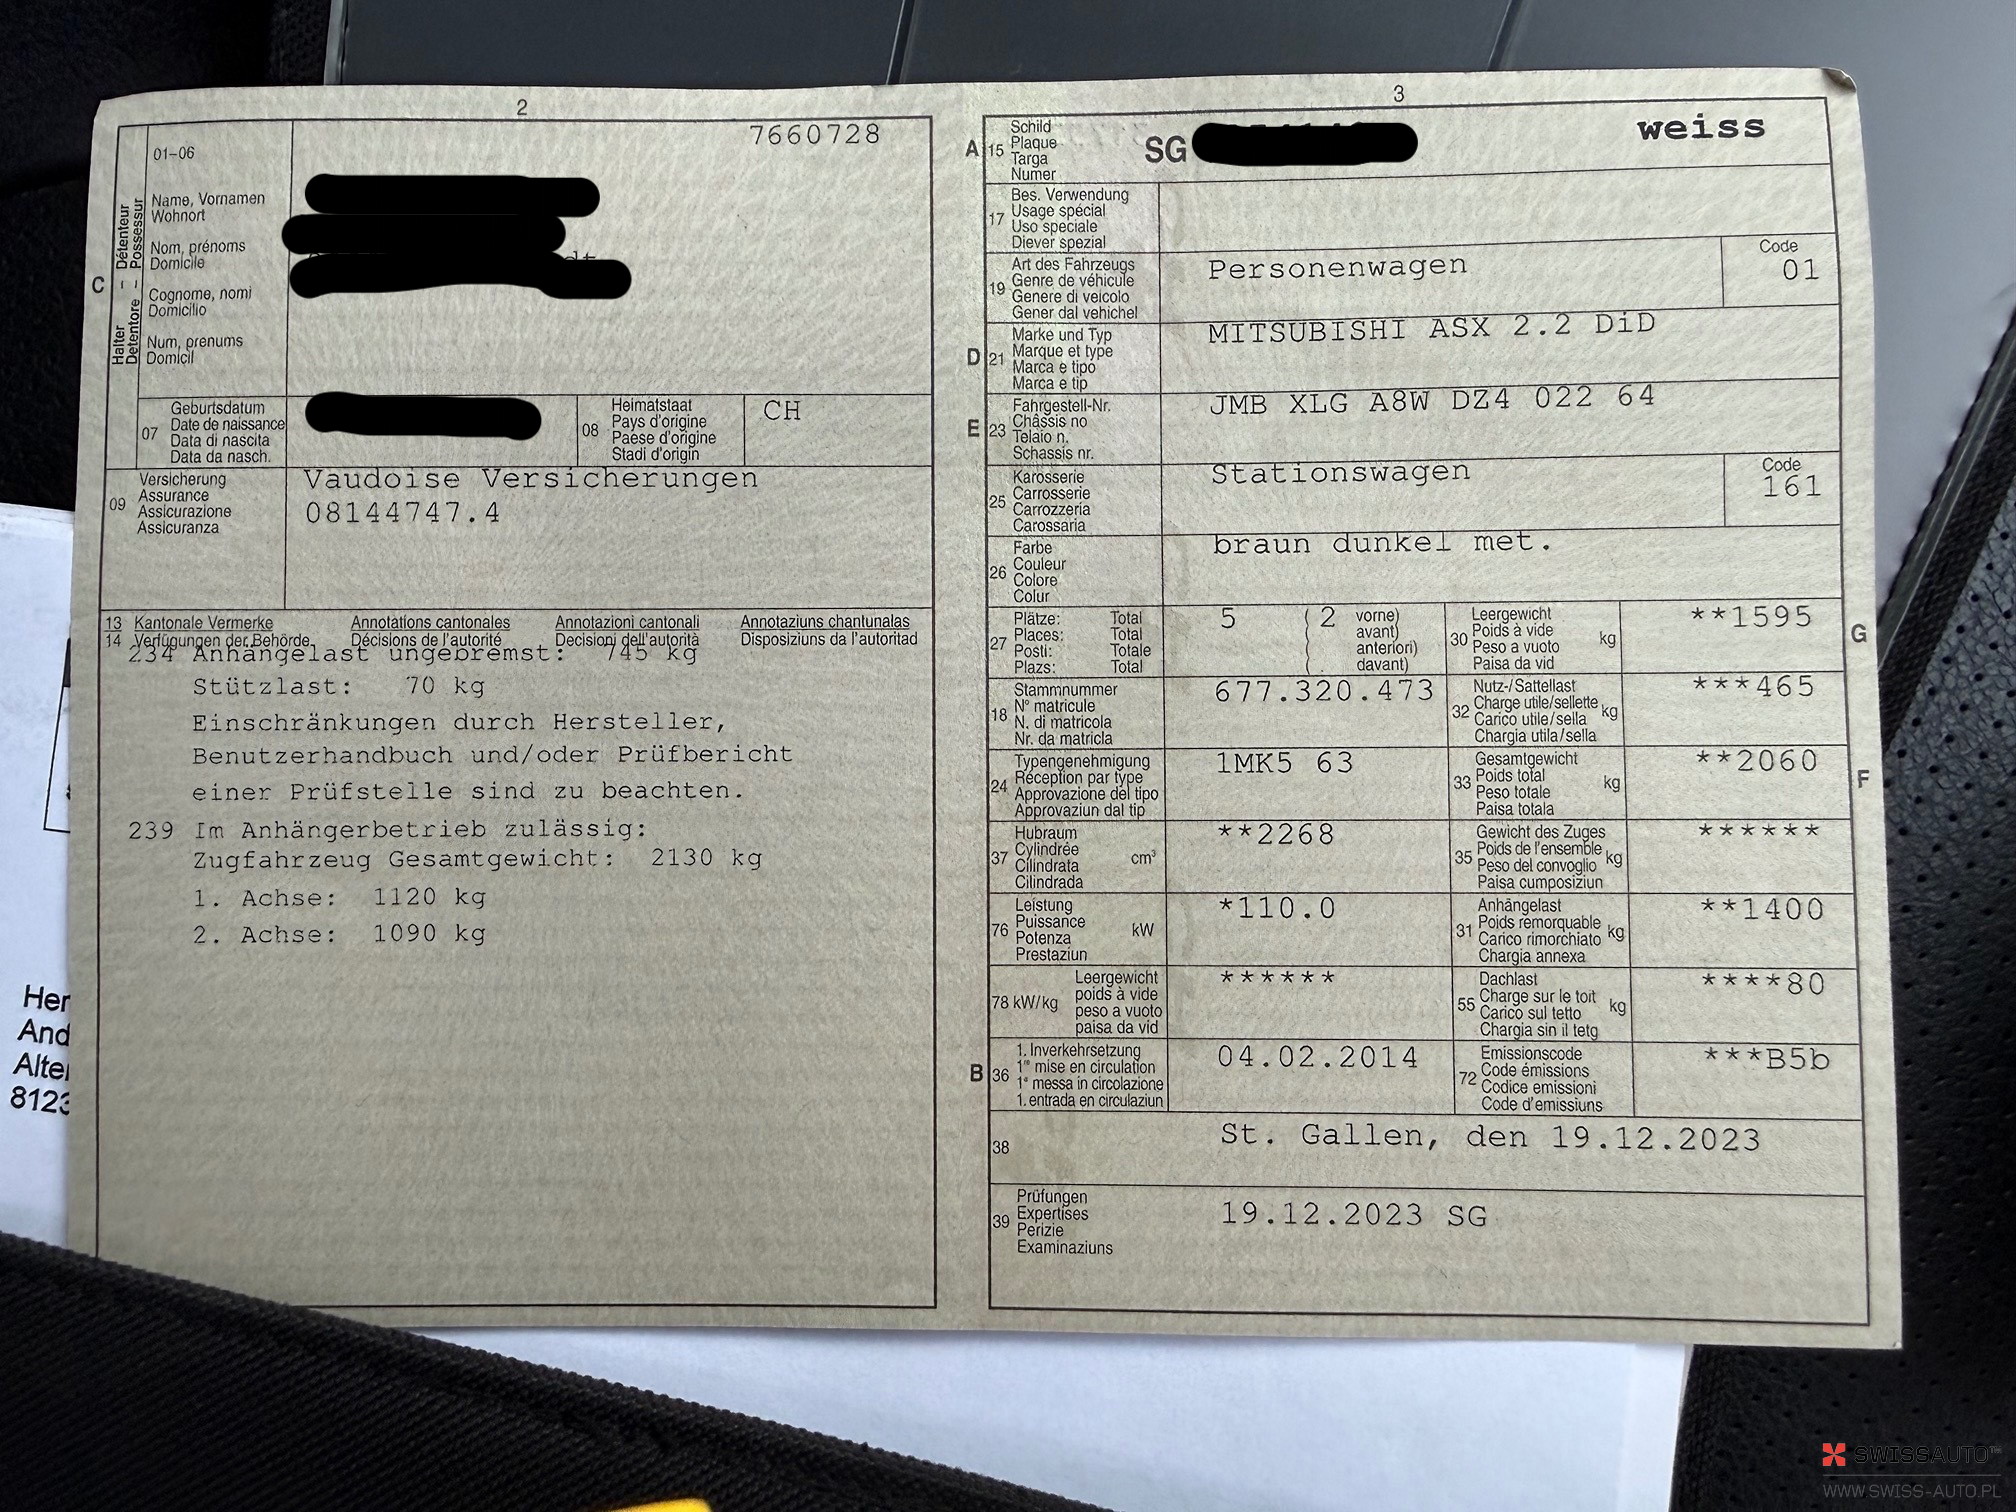 2
7660728
01-06
Name, Vornamen
Wohnort
Nom, prénoms
Domicile
Cognome, nomi
Domicilio
Num, prenums
Domicil
C
Halter – Détenteur
Detentore – Possessur
07
Geburtsdatum
Date de naissance
Data di nascita
Data da nasch.
08
Heimatstaat
Pays d'origine
Paese d'origine
Stadi d'origin
CH
09
Versicherung
Assurance
Assicurazione
Assicuranza
Vaudoise Versicherungen
08144747.4
13 Kantonale Vermerke Annotations cantonales Annotazioni cantonali Annotaziuns chantunalas
14 Verfügungen der Behörde Décisions de l'autorité Decisioni dell'autorità Disposiziuns da l'autoritad
234 Anhängelast ungebremst: 745 kg
Stützlast: 70 kg
Einschränkungen durch Hersteller,
Benutzerhandbuch und/oder Prüfbericht
einer Prüfstelle sind zu beachten.
239 Im Anhängerbetrieb zulässig:
Zugfahrzeug Gesamtgewicht: 2130 kg
1. Achse: 1120 kg
2. Achse: 1090 kg
3
A 15
Schild
Plaque
Targa
Numer
SG
weiss
17
Bes. Verwendung
Usage spécial
Uso speciale
Diever spezial
19
Art des Fahrzeugs
Genre de véhicule
Genere di veicolo
Gener dal vehichel
Personenwagen
Code
01
D 21
Marke und Typ
Marque et type
Marca e tipo
Marca e tip
MITSUBISHI ASX 2.2 DiD
E 23
Fahrgestell-Nr.
Châssis no
Telaio n.
Schassis nr.
JMB XLG A8W DZ4 022 64
25
Karosserie
Carrosserie
Carrozzeria
Carossaria
Stationswagen
Code
161
26
Farbe
Couleur
Colore
Colur
braun dunkel met.
27
Plätze: Total
Places: Total
Posti: Totale
Plazs: Total
5 ( 2 vorne)
avant)
anteriori)
( davant)
30
Leergewicht
Poids à vide
Peso a vuoto
Paisa da vid
kg
**1595
G
18
Stammnummer
N° matricule
N. di matricola
Nr. da matricla
677.320.473
32
Nutz-/Sattellast
Charge utile/sellette
Carico utile/sella
Chargia utila/sella
kg
***465
24
Typengenehmigung
Réception par type
Approvazione del tipo
Approvaziun dal tip
1MK5 63
33
Gesamtgewicht
Poids total
Peso totale
Paisa totala
kg
**2060
F
37
Hubraum
Cylindrée
Cilindrata
Cilindrada
cm³
**2268
35
Gewicht des Zuges
Poids de l'ensemble
Peso del convoglio
Paisa cumposiziun
kg
******
76
Leistung
Puissance
Potenza
Prestaziun
kW
*110.0
31
Anhängelast
Poids remorquable
Carico rimorchiato
Chargia annexa
kg
**1400
78 kW/kg
Leergewicht
poids à vide
peso a vuoto
paisa da vid
******
55
Dachlast
Charge sur le toit
Carico sul tetto
Chargia sin il tetg
kg
****80
B 36
1. Inverkehrsetzung
1re mise en circulation
1a messa in circolazione
1. entrada en circulaziun
04.02.2014
72
Emissionscode
Code émissions
Codice emissioni
Code d'emissiuns
***B5b
38
St. Gallen, den 19.12.2023
39
Prüfungen
Expertises
Perizie
Examinaziuns
19.12.2023 SG
Her
And
Alte
8123
SWISSAUTO™
WWW.SWISS-AUTO.PL